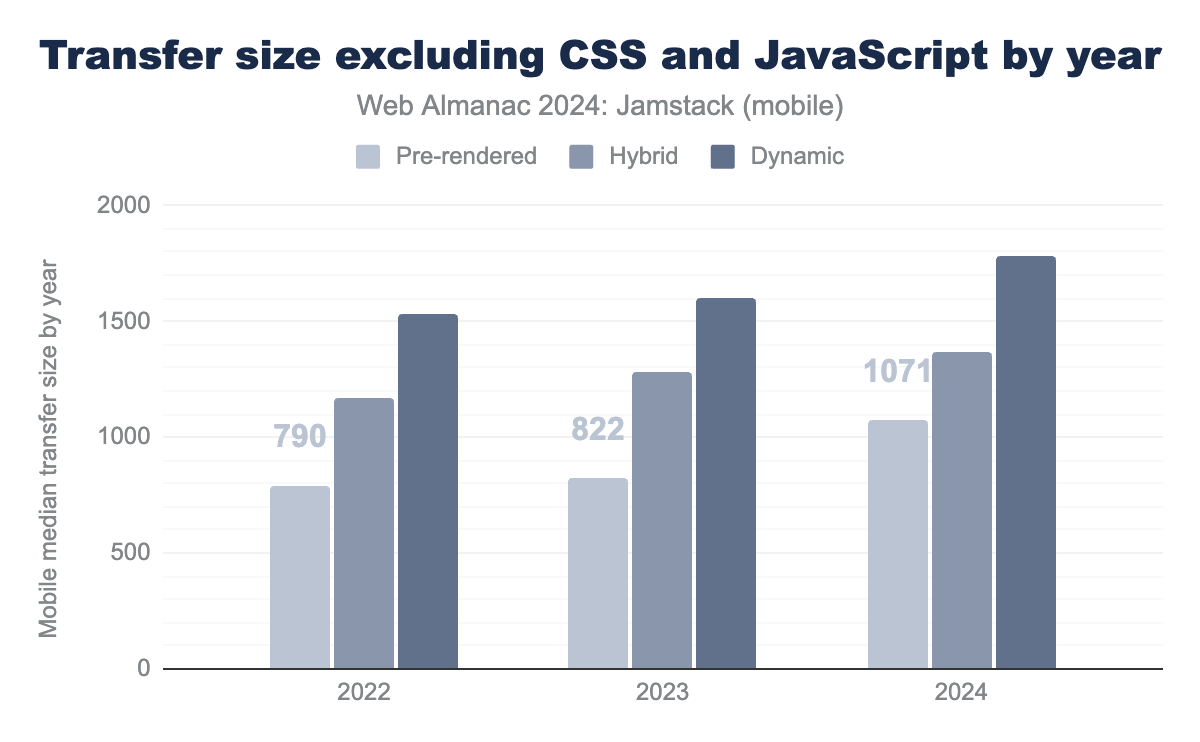 Transfer size excluding CSS and JavaScript by year
Web Almanac 2024: Jamstack (mobile)
Pre-rendered Hybrid Dynamic
Mobile median transfer size by year
2000
1500
1000
500
0
790
822
1071
2022 2023 2024